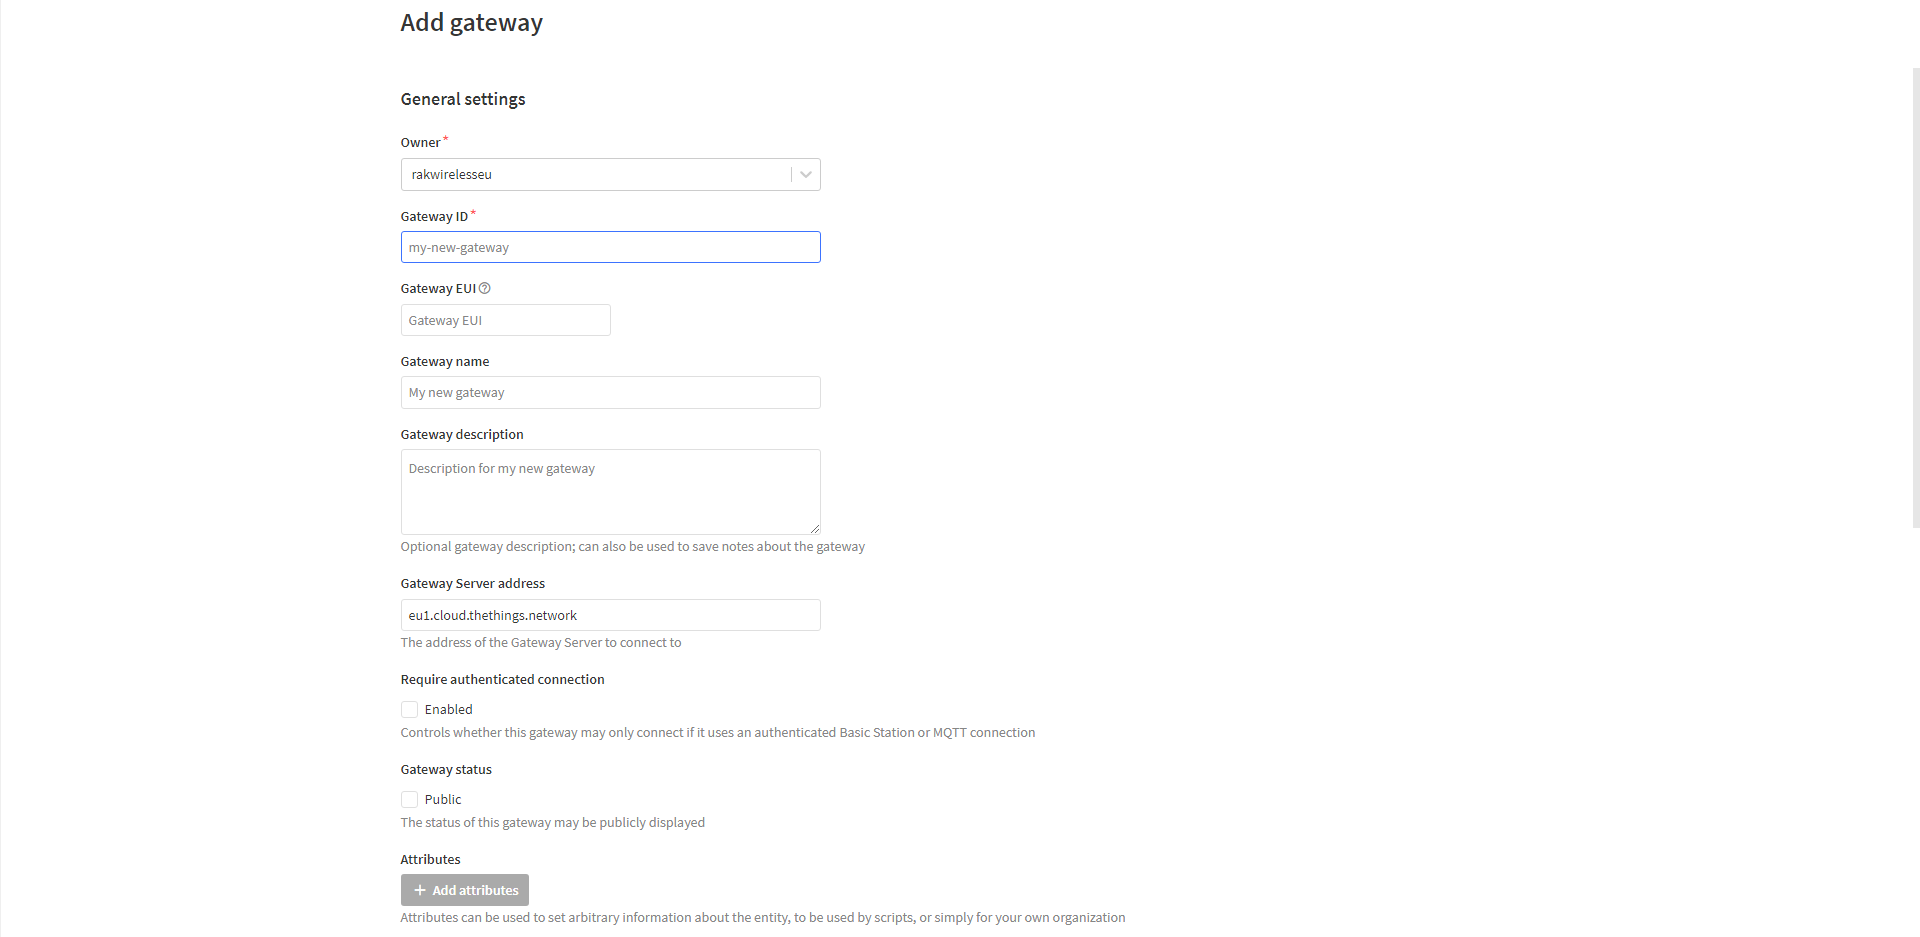 Add gateway
General settings
Owner*
rakwirelesseu
Gateway ID*
my-new-gateway
Gateway EUI
Gateway EUI
Gateway name
My new gateway
Gateway description
Description for my new gateway
Optional gateway description; can also be used to save notes about the gateway
Gateway Server address
eu1.cloud.thethings.network
The address of the Gateway Server to connect to
Require authenticated connection
Enabled
Controls whether this gateway may only connect if it uses an authenticated Basic Station or MQTT connection
Gateway status
Public
The status of this gateway may be publicly displayed
Attributes
+ Add attributes
Attributes can be used to set arbitrary information about the entity, to be used by scripts, or simply for your own organization